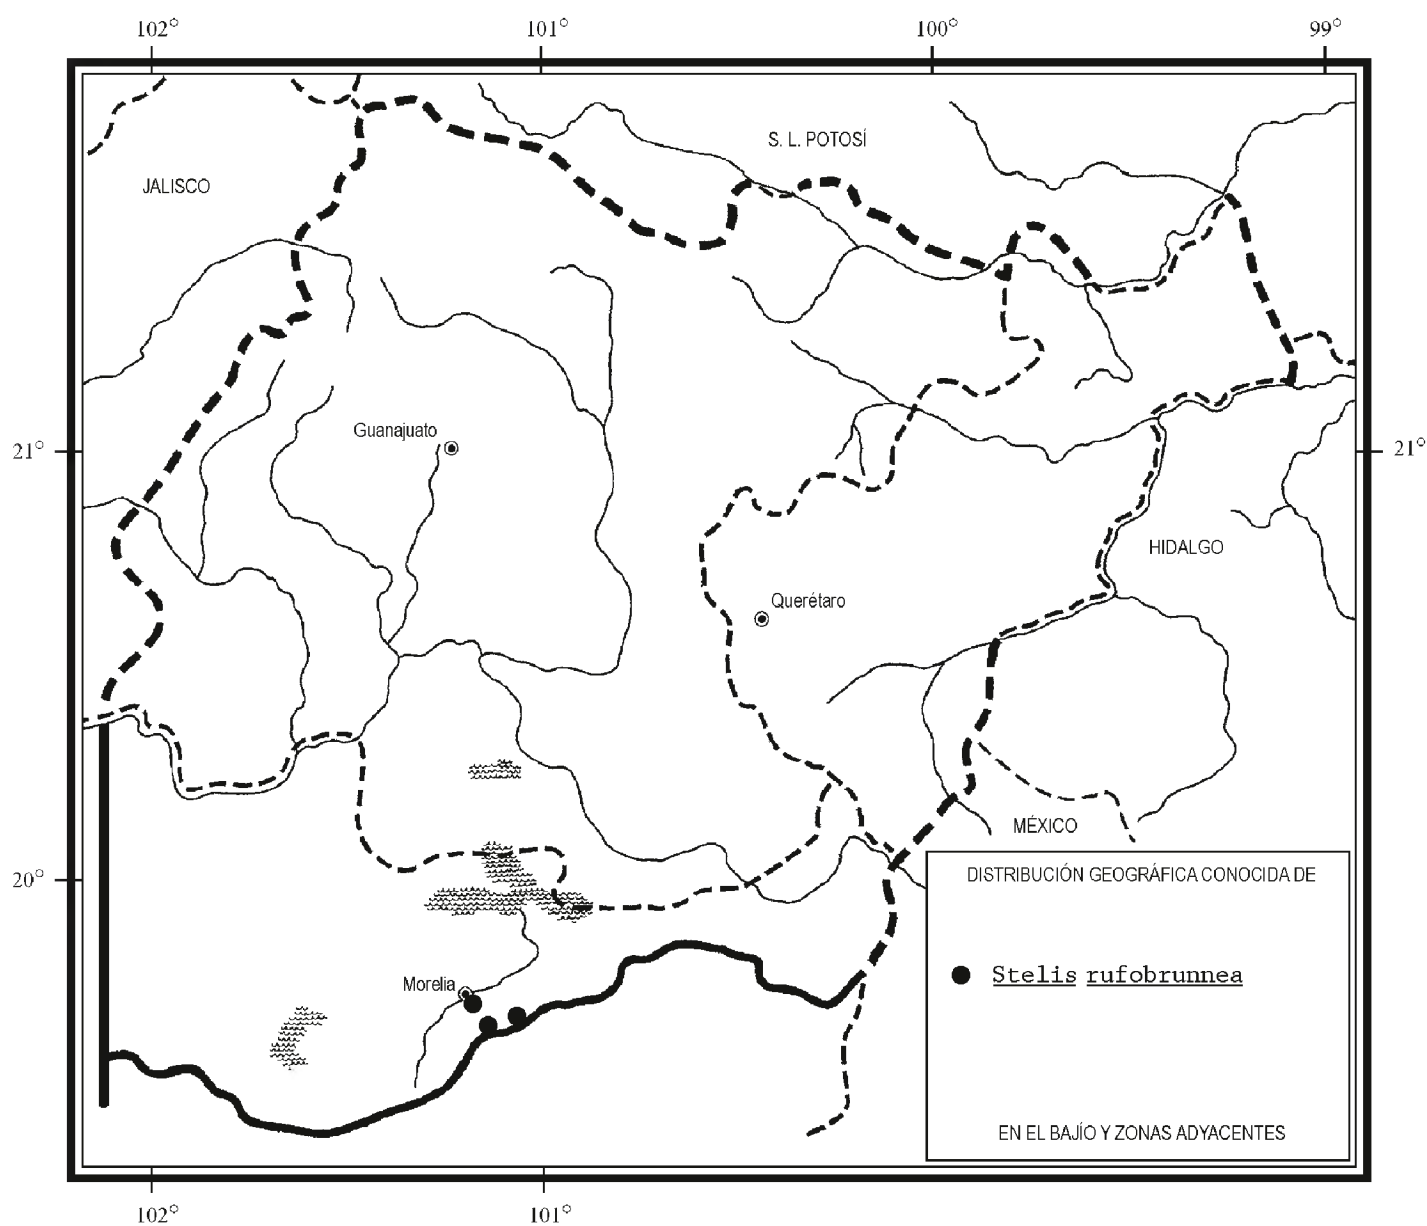 102° 101° 100° 99°
S. L. POTOSÍ
JALISCO
Guanajuato
21° 21°
HIDALGO
Querétaro
MÉXICO
20°
DISTRIBUCIÓN GEOGRÁFICA CONOCIDA DE
Stelis rufobrunnea
Morelia
EN EL BAJÍO Y ZONAS ADYACENTES
102° 101°